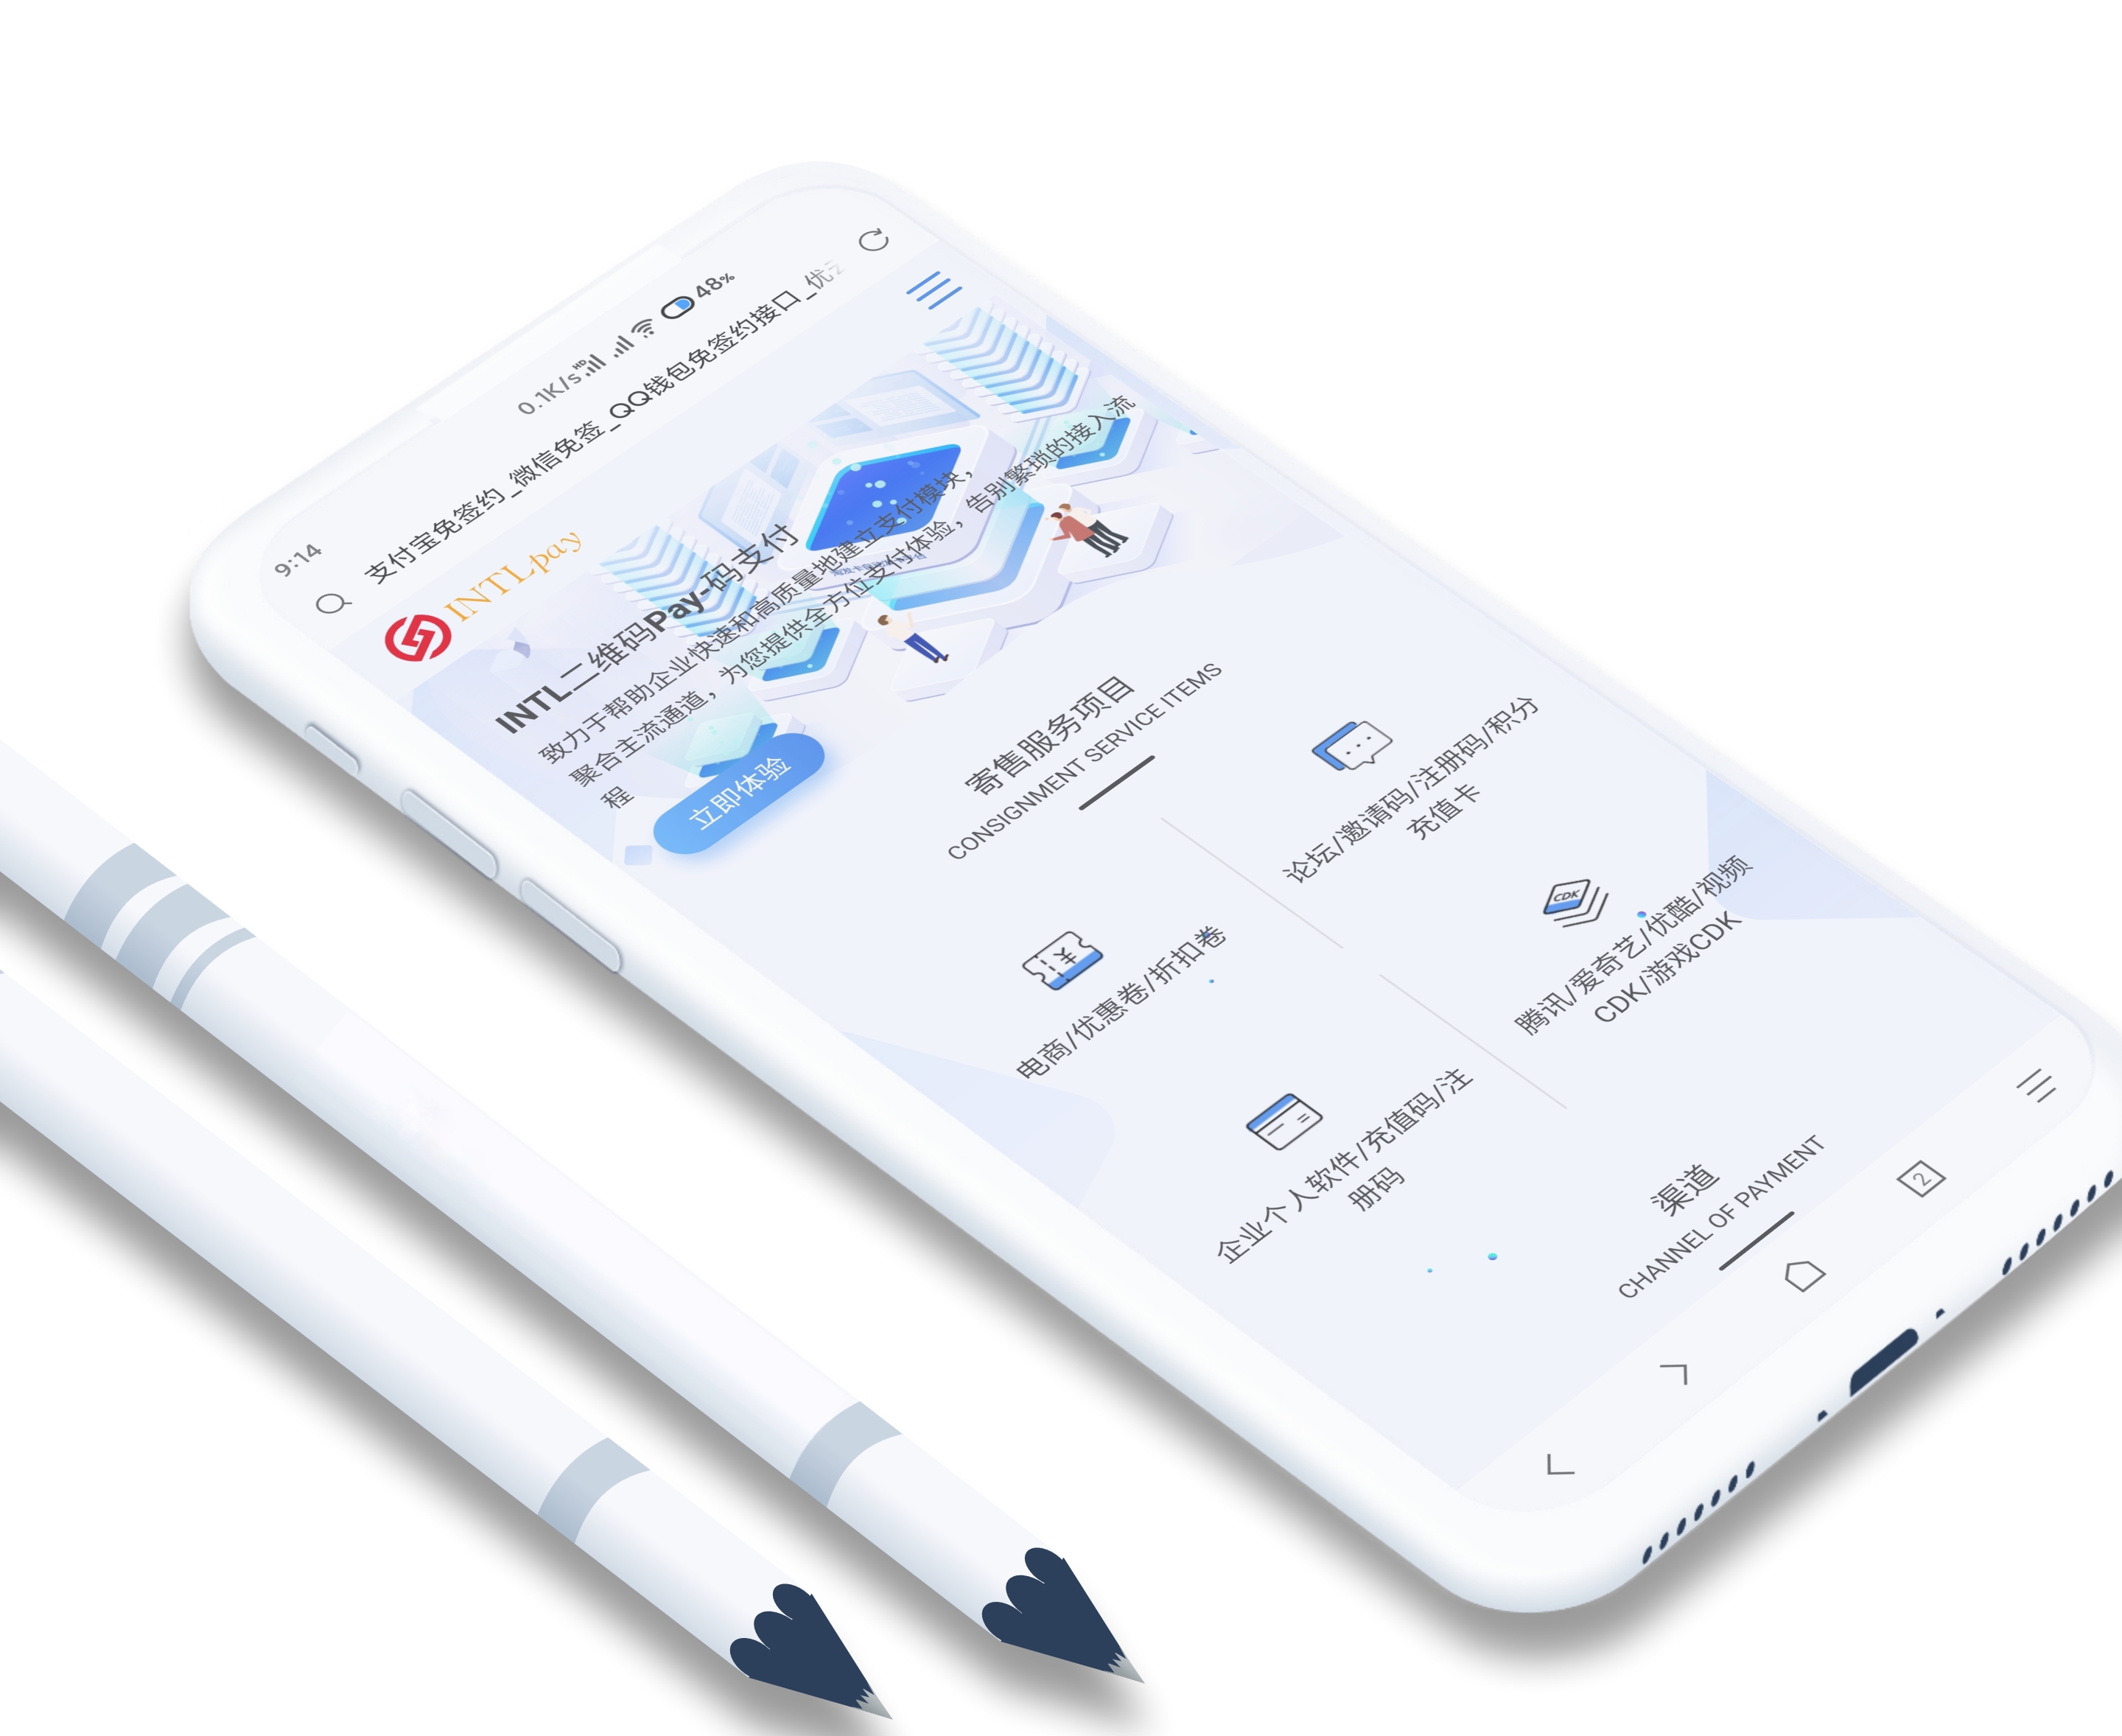 9:14
0.1K/s HD 48%
支付宝免签约_微信免签_QQ钱包免签约接口_优
INTLpay
INTL二维码Pay-码支付
致力于帮助企业快速和高质量地建立支付模块，
聚合主流通道，为您提供全方位支付体验，告别繁琐的接入流
程
立即体验
寄售服务项目
CONSIGNMENT SERVICE ITEMS
电商/优惠卷/折扣卷
论坛/邀请码/注册码/积分
充值卡
企业个人软件/充值码/注
册码
CDK
腾讯/爱奇艺/优酷/视频
CDK/游戏CDK
渠道
CHANNEL OF PAYMENT
2